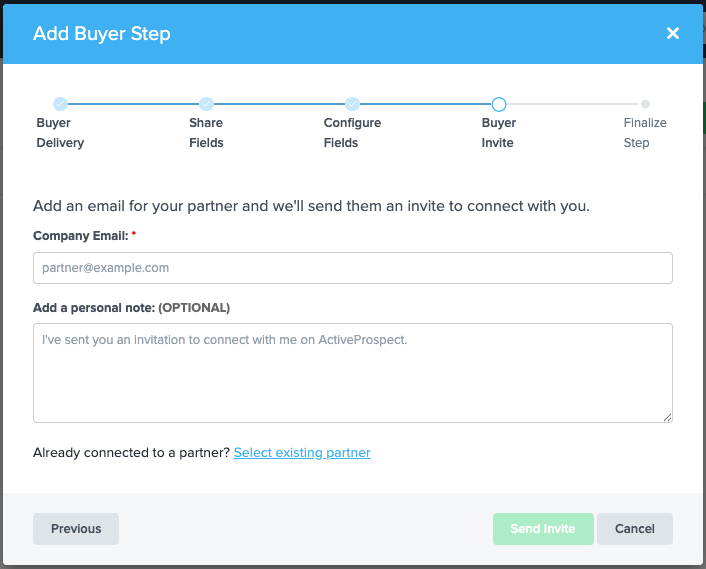 Add Buyer Step
Buyer Delivery
Share Fields
Configure Fields
Buyer Invite
Finalize Step
Add an email for your partner and we'll send them an invite to connect with you.
Company Email: *
partner@example.com
Add a personal note: (OPTIONAL)
I've sent you an invitation to connect with me on ActiveProspect.
Already connected to a partner? Select existing partner
Previous
Send Invite
Cancel